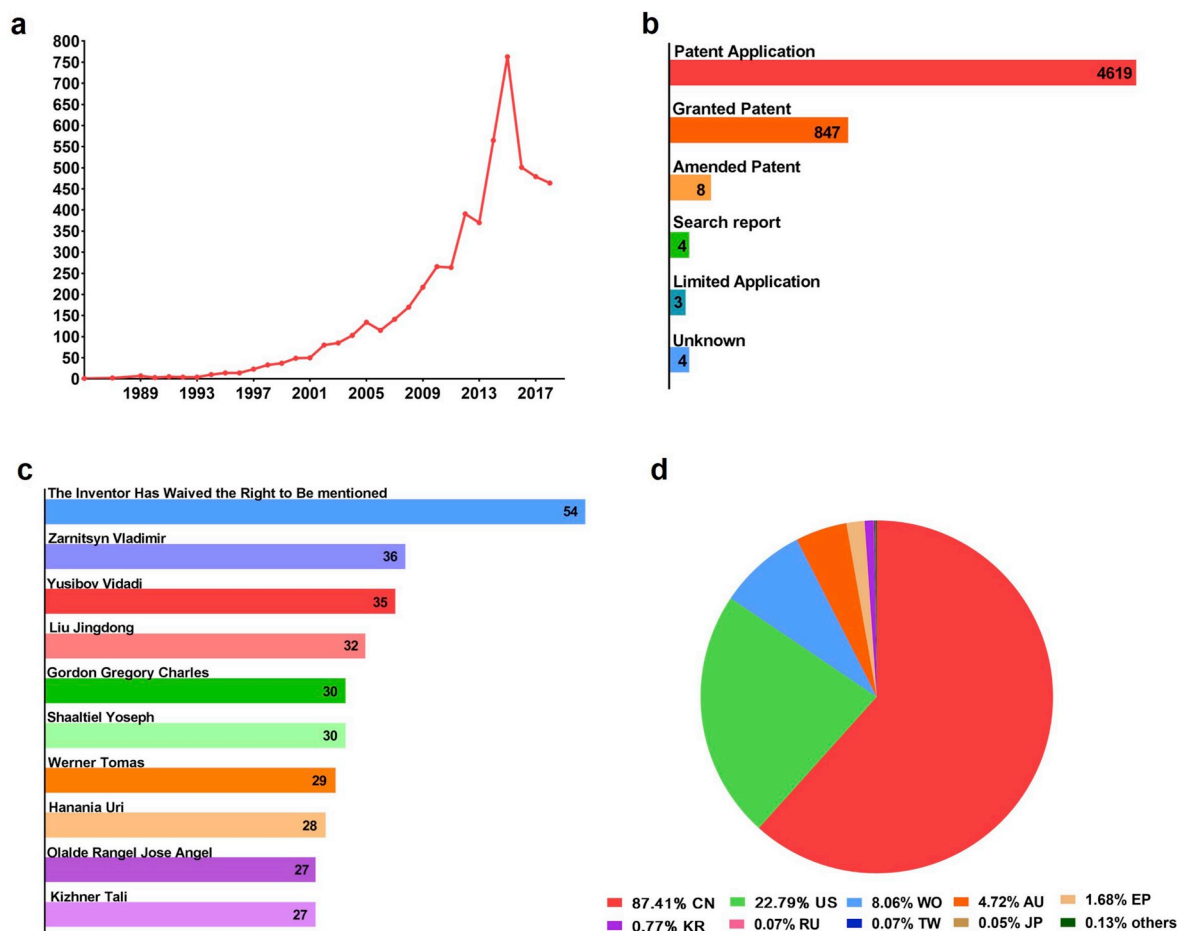 a
800
750
700
650
600
550
500
450
400
350
300
250
200
150
100
50
0
1989 1993 1997 2001 2005 2009 2013 2017
b
Patent Application
4619
Granted Patent
847
Amended Patent
8
Search report
4
Limited Application
3
Unknown
4
c
The Inventor Has Waived the Right to Be mentioned
54
Zarnitsyn Vladimir
36
Yusibov Vidadi
35
Liu Jingdong
32
Gordon Gregory Charles
30
Shaaltiel Yoseph
30
Werner Tomas
29
Hanania Uri
28
Olalde Rangel Jose Angel
27
Kizhner Tali
27
d
87.41% CN 22.79% US 8.06% WO 4.72% AU 1.68% EP
0.77% KR 0.07% RU 0.07% TW 0.05% JP 0.13% others